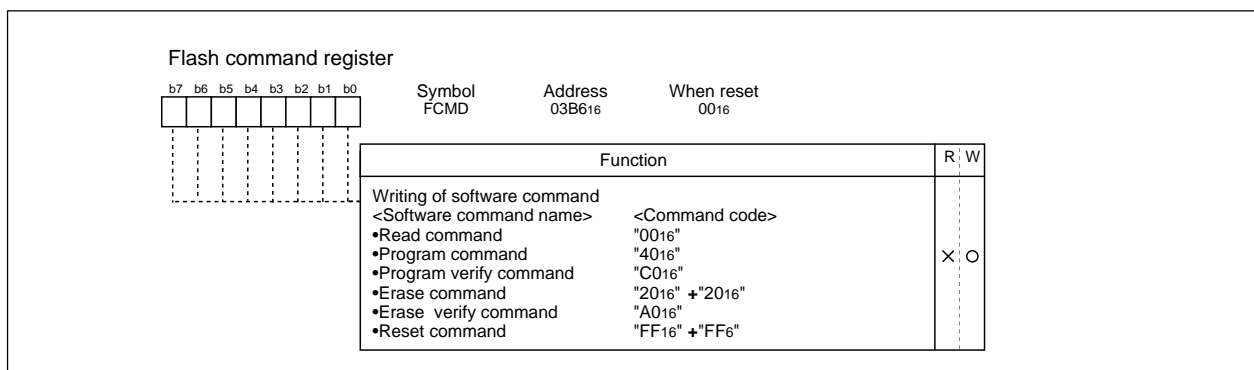 Flash command register
b7 b6 b5 b4 b3 b2 b1 b0
Symbol Address When reset
FCMD 03B616 0016
Function R W
Writing of software command
<Software command name> <Command code>
•Read command "0016"
•Program command "4016"
•Program verify command "C016"
•Erase command "2016" +"2016"
•Erase verify command "A016"
•Reset command "FF16" +"FF6"